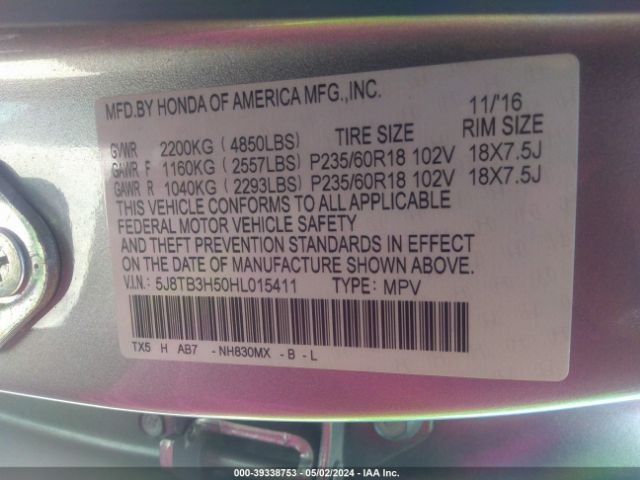 MFD.BY HONDA OF AMERICA MFG.,INC. 11/'16
GVWR 2200KG (4850LBS) TIRE SIZE RIM SIZE
GAWR F 1160KG (2557LBS) P235/60R18 102V 18X7.5J
GAWR R 1040KG (2293LBS) P235/60R18 102V 18X7.5J
THIS VEHICLE CONFORMS TO ALL APPLICABLE
FEDERAL MOTOR VEHICLE SAFETY
AND THEFT PREVENTION STANDARDS IN EFFECT
ON THE DATE OF MANUFACTURE SHOWN ABOVE.
V.I.N.: 5J8TB3H50HL015411 TYPE: MPV
TX5 H AB7 -NH830MX -B -L
000-39338753 - 05/02/2024 - IAA Inc.